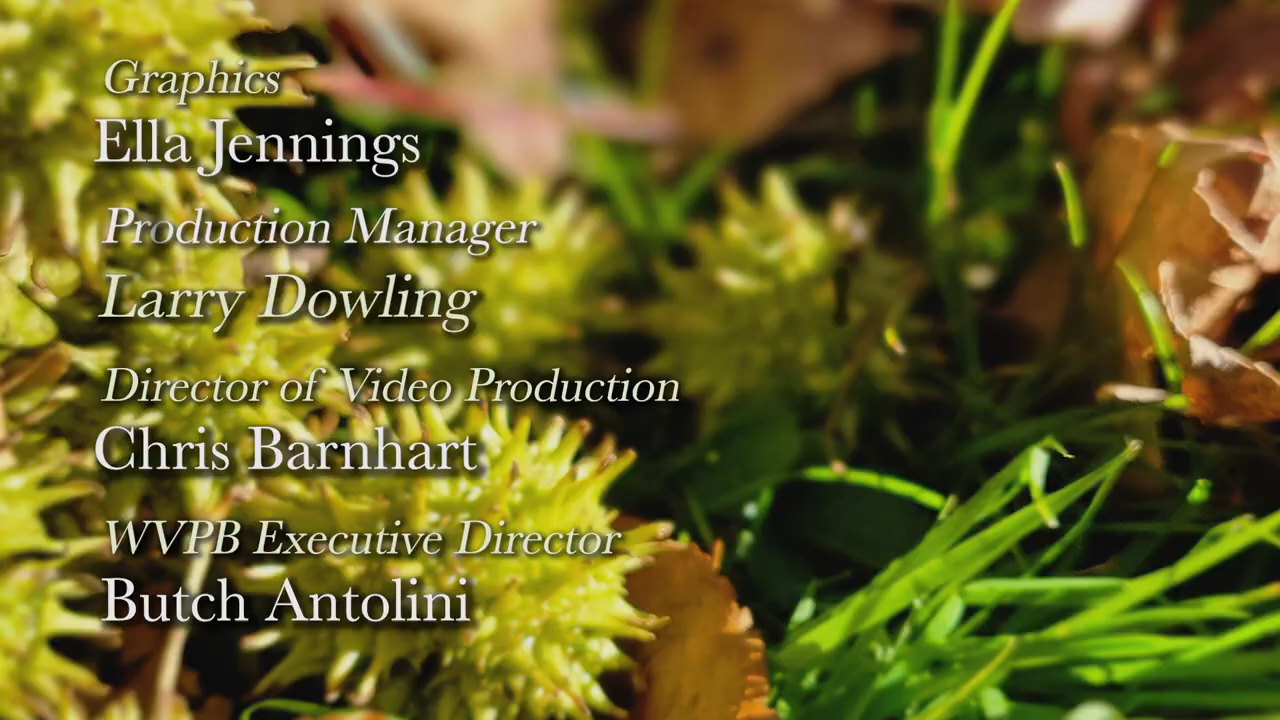 Graphics
Ella Jennings
Production Manager
Larry Dowling
Director of Video Production
Chris Barnhart
WVPB Executive Director
Butch Antolini